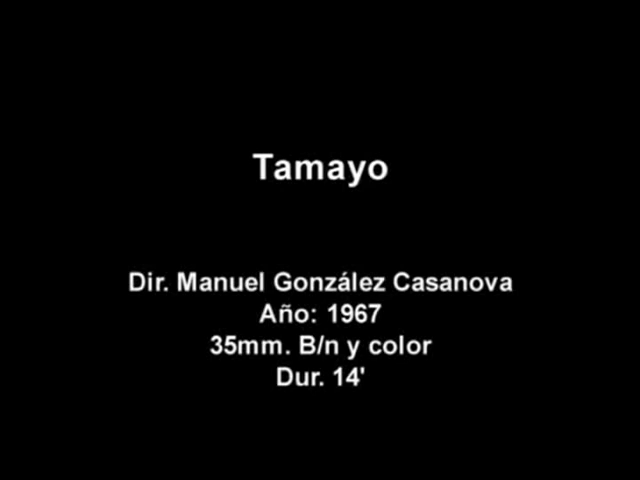 Tamayo
Dir. Manuel González Casanova
Año: 1967
35mm. B/n y color
Dur. 14'